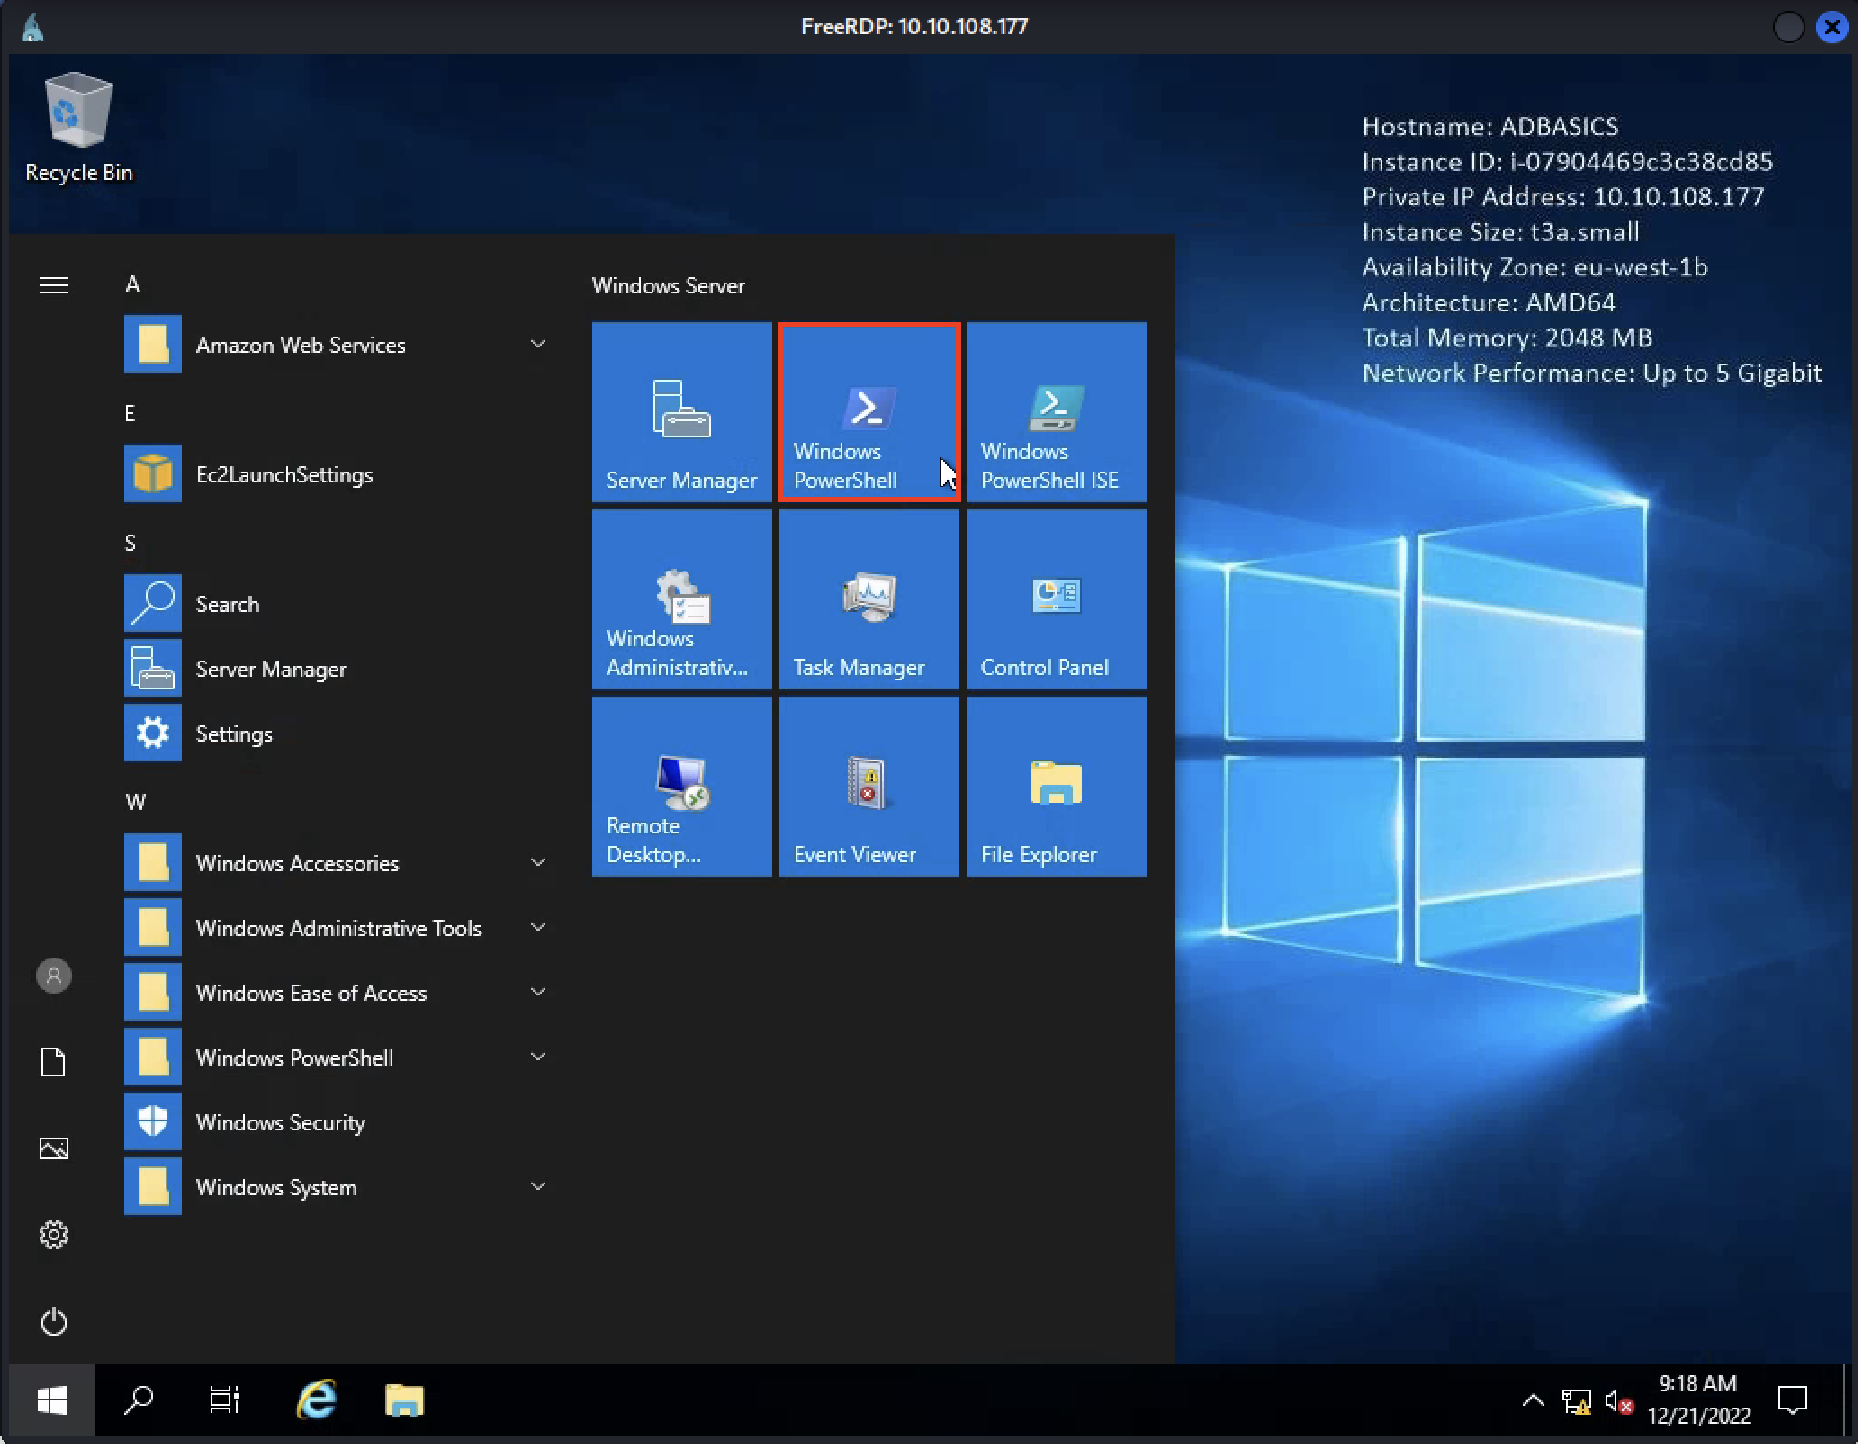 FreeRDP: 10.10.108.177
Recycle Bin
Hostname: ADBASICS
Instance ID: i-07904469c3c38cd85
Private IP Address: 10.10.108.177
Instance Size: t3a.small
Availability Zone: eu-west-1b
Architecture: AMD64
Total Memory: 2048 MB
Network Performance: Up to 5 Gigabit
A
Amazon Web Services
E
Ec2LaunchSettings
S
Search
Server Manager
Settings
W
Windows Accessories
Windows Administrative Tools
Windows Ease of Access
Windows PowerShell
Windows Security
Windows System
Windows Server
Server Manager
Windows
PowerShell
Windows
PowerShell ISE
Windows
Administrativ...
Task Manager
Control Panel
Remote
Desktop...
Event Viewer
File Explorer
9:18 AM
12/21/2022